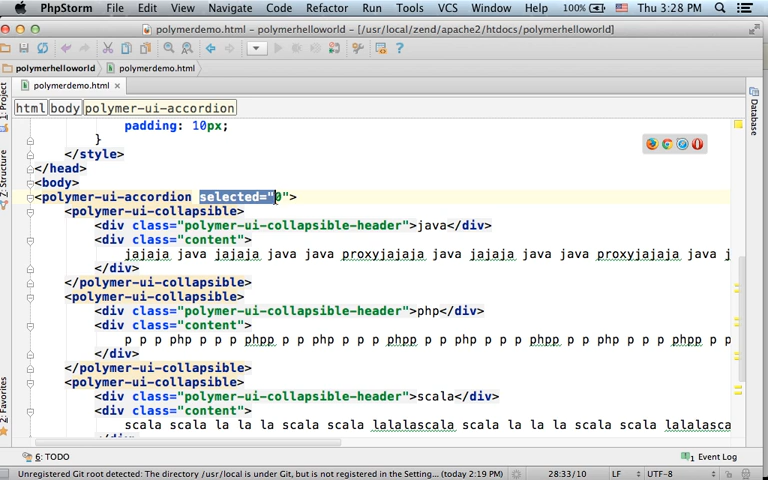 PhpStorm File Edit View Navigate Code Refactor Run Tools VCS Window Help 100% Thu 3:28 PM
polymerdemo.html - polymerhelloworld - [/usr/local/zend/apache2/htdocs/polymerhelloworld]
polymerhelloworld polymerdemo.html
polymerdemo.html
html body polymer-ui-accordion
1: Project
Z: Structure
2: Favorites
Database
padding: 10px;
}
</style>
</head>
<body>
<polymer-ui-accordion selected="0">
<polymer-ui-collapsible>
<div class="polymer-ui-collapsible-header">java</div>
<div class="content">
jajaja java jajaja java java proxyjajaja java jajaja java java proxyjajaja java j
</div>
</polymer-ui-collapsible>
<polymer-ui-collapsible>
<div class="polymer-ui-collapsible-header">php</div>
<div class="content">
p p p php p p p phpp p p php p p p phpp p p php p p p phpp p p php p p p phpp p p
</div>
</polymer-ui-collapsible>
<polymer-ui-collapsible>
<div class="polymer-ui-collapsible-header">scala</div>
<div class="content">
scala scala la la la scala scala lalalascala scala la la la scala scala lalalasca
</div>
6: TODO
1 Event Log
Unregistered Git root detected: The directory /usr/local is under Git, but is not registered in the Setting... (today 2:19 PM) 28:33/10 LF UTF-8